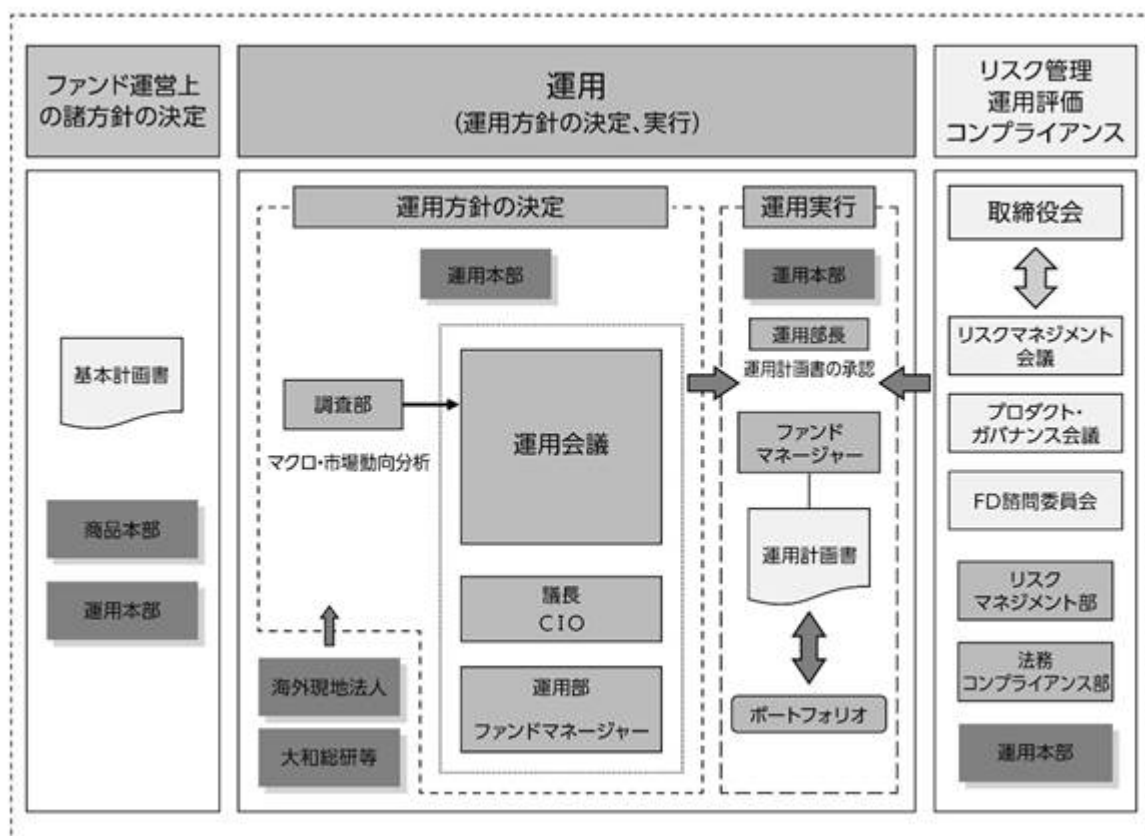 ファンド運営上
の諸方針の決定
運用
(運用方針の決定、実行)
リスク管理
運用評価
コンプライアンス
基本計画書
商品本部
運用本部
運用方針の決定
運用本部
調査部
マクロ・市場動向分析
運用会議
議長
CIO
運用部
ファンドマネージャー
海外現地法人
大和総研等
運用実行
運用本部
運用部長
運用計画書の承認
ファンド
マネージャー
運用計画書
ポートフォリオ
取締役会
リスクマネジメント
会議
プロダクト・
ガバナンス会議
FD諮問委員会
リスク
マネジメント部
法務
コンプライアンス部
運用本部